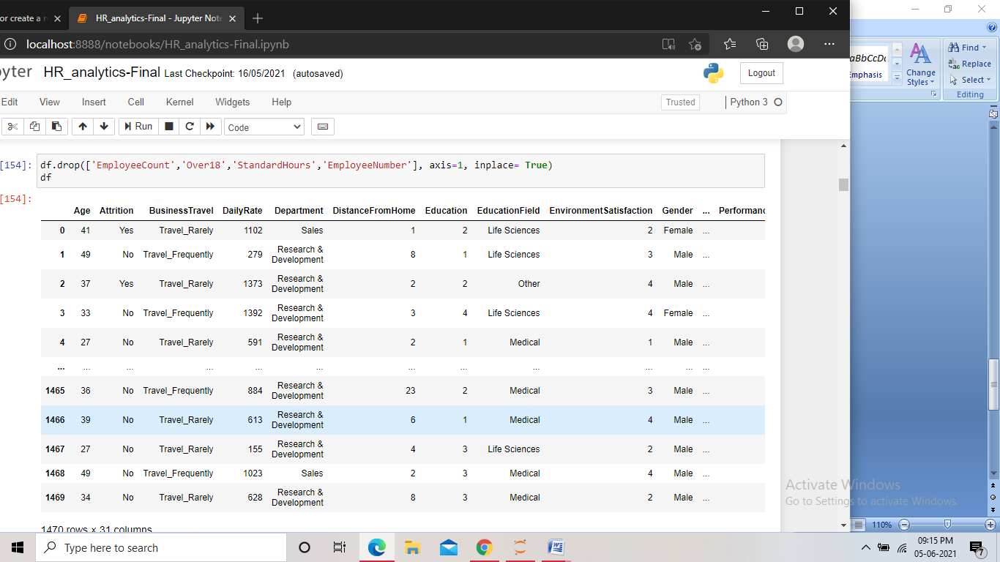 or create a n
HR_analytics-Final - Jupyter Note
localhost:8888/notebooks/HR_analytics-Final.ipynb
yter HR_analytics-Final Last Checkpoint: 16/05/2021 (autosaved)
Logout
Edit View Insert Cell Kernel Widgets Help
Trusted Python 3
Run Code
[154]: df.drop(['EmployeeCount','Over18','StandardHours','EmployeeNumber'], axis=1, inplace= True)
df
[154]:
Age Attrition BusinessTravel DailyRate Department DistanceFromHome Education EducationField EnvironmentSatisfaction Gender ... Performanc
0 41 Yes Travel_Rarely 1102 Sales 1 2 Life Sciences 2 Female ...
1 49 No Travel_Frequently 279 Research & Development 8 1 Life Sciences 3 Male ...
2 37 Yes Travel_Rarely 1373 Research & Development 2 2 Other 4 Male ...
3 33 No Travel_Frequently 1392 Research & Development 3 4 Life Sciences 4 Female ...
4 27 No Travel_Rarely 591 Research & Development 2 1 Medical 1 Male ...
... ... ... ... ... ... ... ... ... ... ... ...
1465 36 No Travel_Frequently 884 Research & Development 23 2 Medical 3 Male ...
1466 39 No Travel_Rarely 613 Research & Development 6 1 Medical 4 Male ...
1467 27 No Travel_Rarely 155 Research & Development 4 3 Life Sciences 2 Male ...
1468 49 No Travel_Frequently 1023 Sales 2 3 Medical 4 Male ...
1469 34 No Travel_Rarely 628 Research & Development 8 3 Medical 2 Male ...
1470 rows × 31 columns
aBbCcDc
Emphasis
Change
Styles
Find
Replace
Select
Editing
Activate Windows
Go to Settings to activate Windows.
110%
Type here to search
09:15 PM
05-06-2021
7